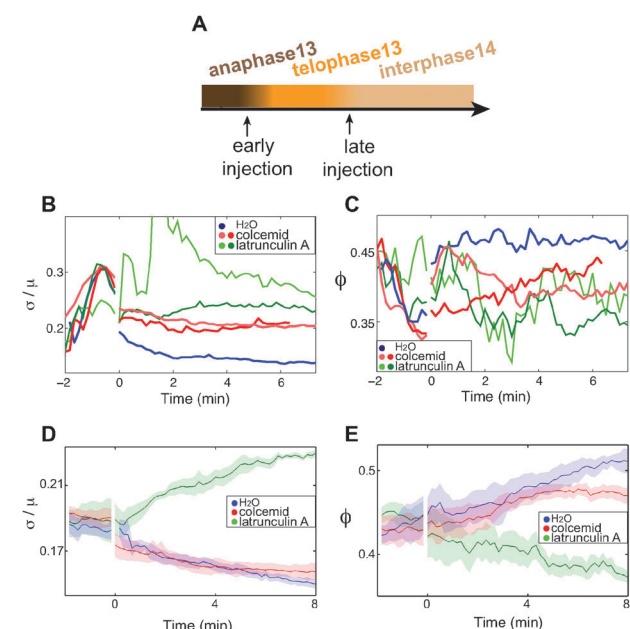 A
anaphase13 telophase13 interphase14
early injection
late injection
B
σ / μ
0.3
0.2
H2O
colcemid
latrunculin A
−2 0 2 4 6
Time (min)
C
ϕ
0.45
0.35
H2O
colcemid
latrunculin A
−2 0 2 4 6
Time (min)
D
σ / μ
0.21
0.17
H2O
colcemid
latrunculin A
0 4 8
Time (min)
E
ϕ
0.5
0.4
H2O
colcemid
latrunculin A
0 4 8
Time (min)